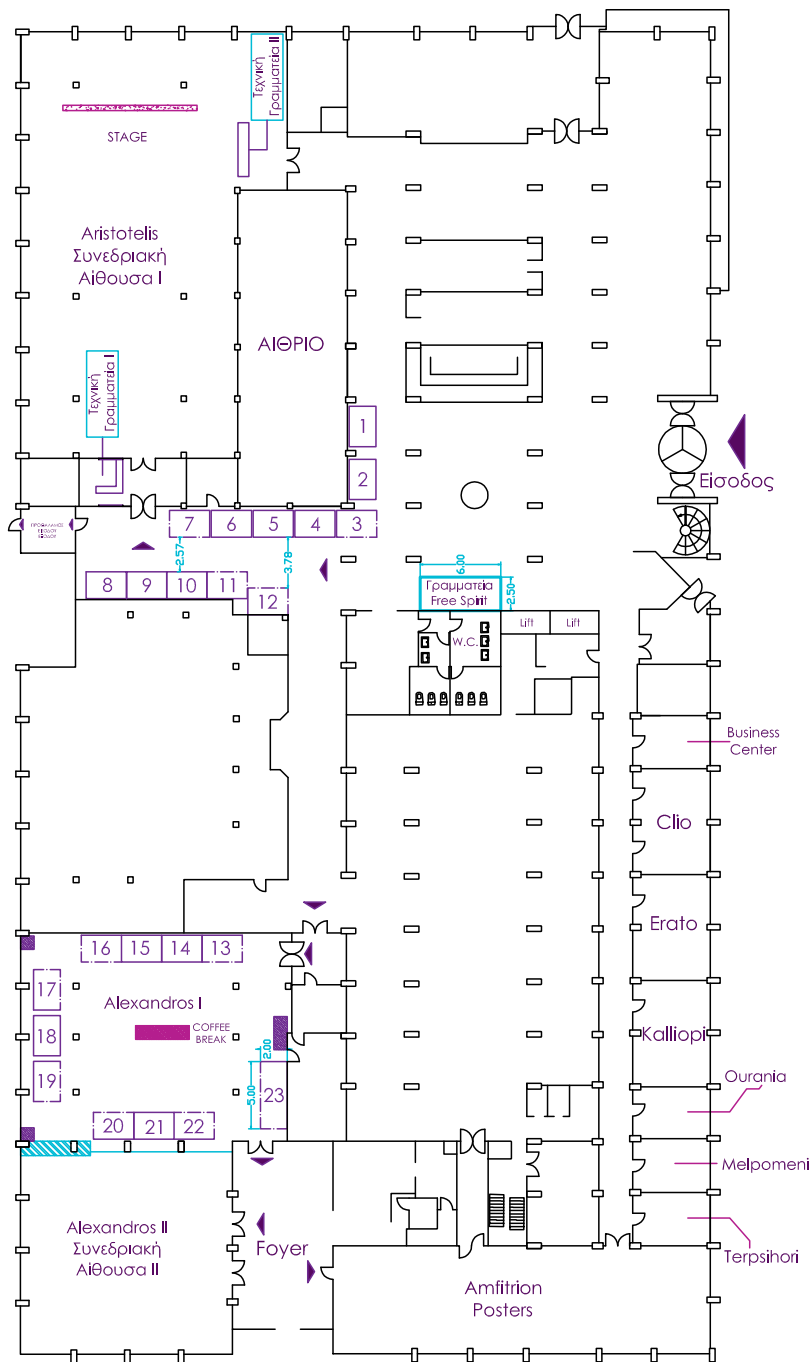 Τεχνική
Γραμματεία II
STAGE
Aristotelis
Συνεδριακή
Αίθουσα I
ΑΙΘΡΙΟ
Τεχνική
Γραμματεία I
1
2
Είσοδος
7
6
5
4
3
2.57
3.78
6.00
2.50
8
9
10
11
12
Γραμματεία
Free Spirit
W.C.
Lift
Lift
Business
Center
Clio
Erato
16
15
14
13
17
Alexandros I
18
COFFEE
BREAK
Kalliopi
2.00
19
5.00
23
Ourania
20
21
22
Melpomeni
Alexandros II
Συνεδριακή
Αίθουσα II
Foyer
Terpsihori
Amfitrion
Posters